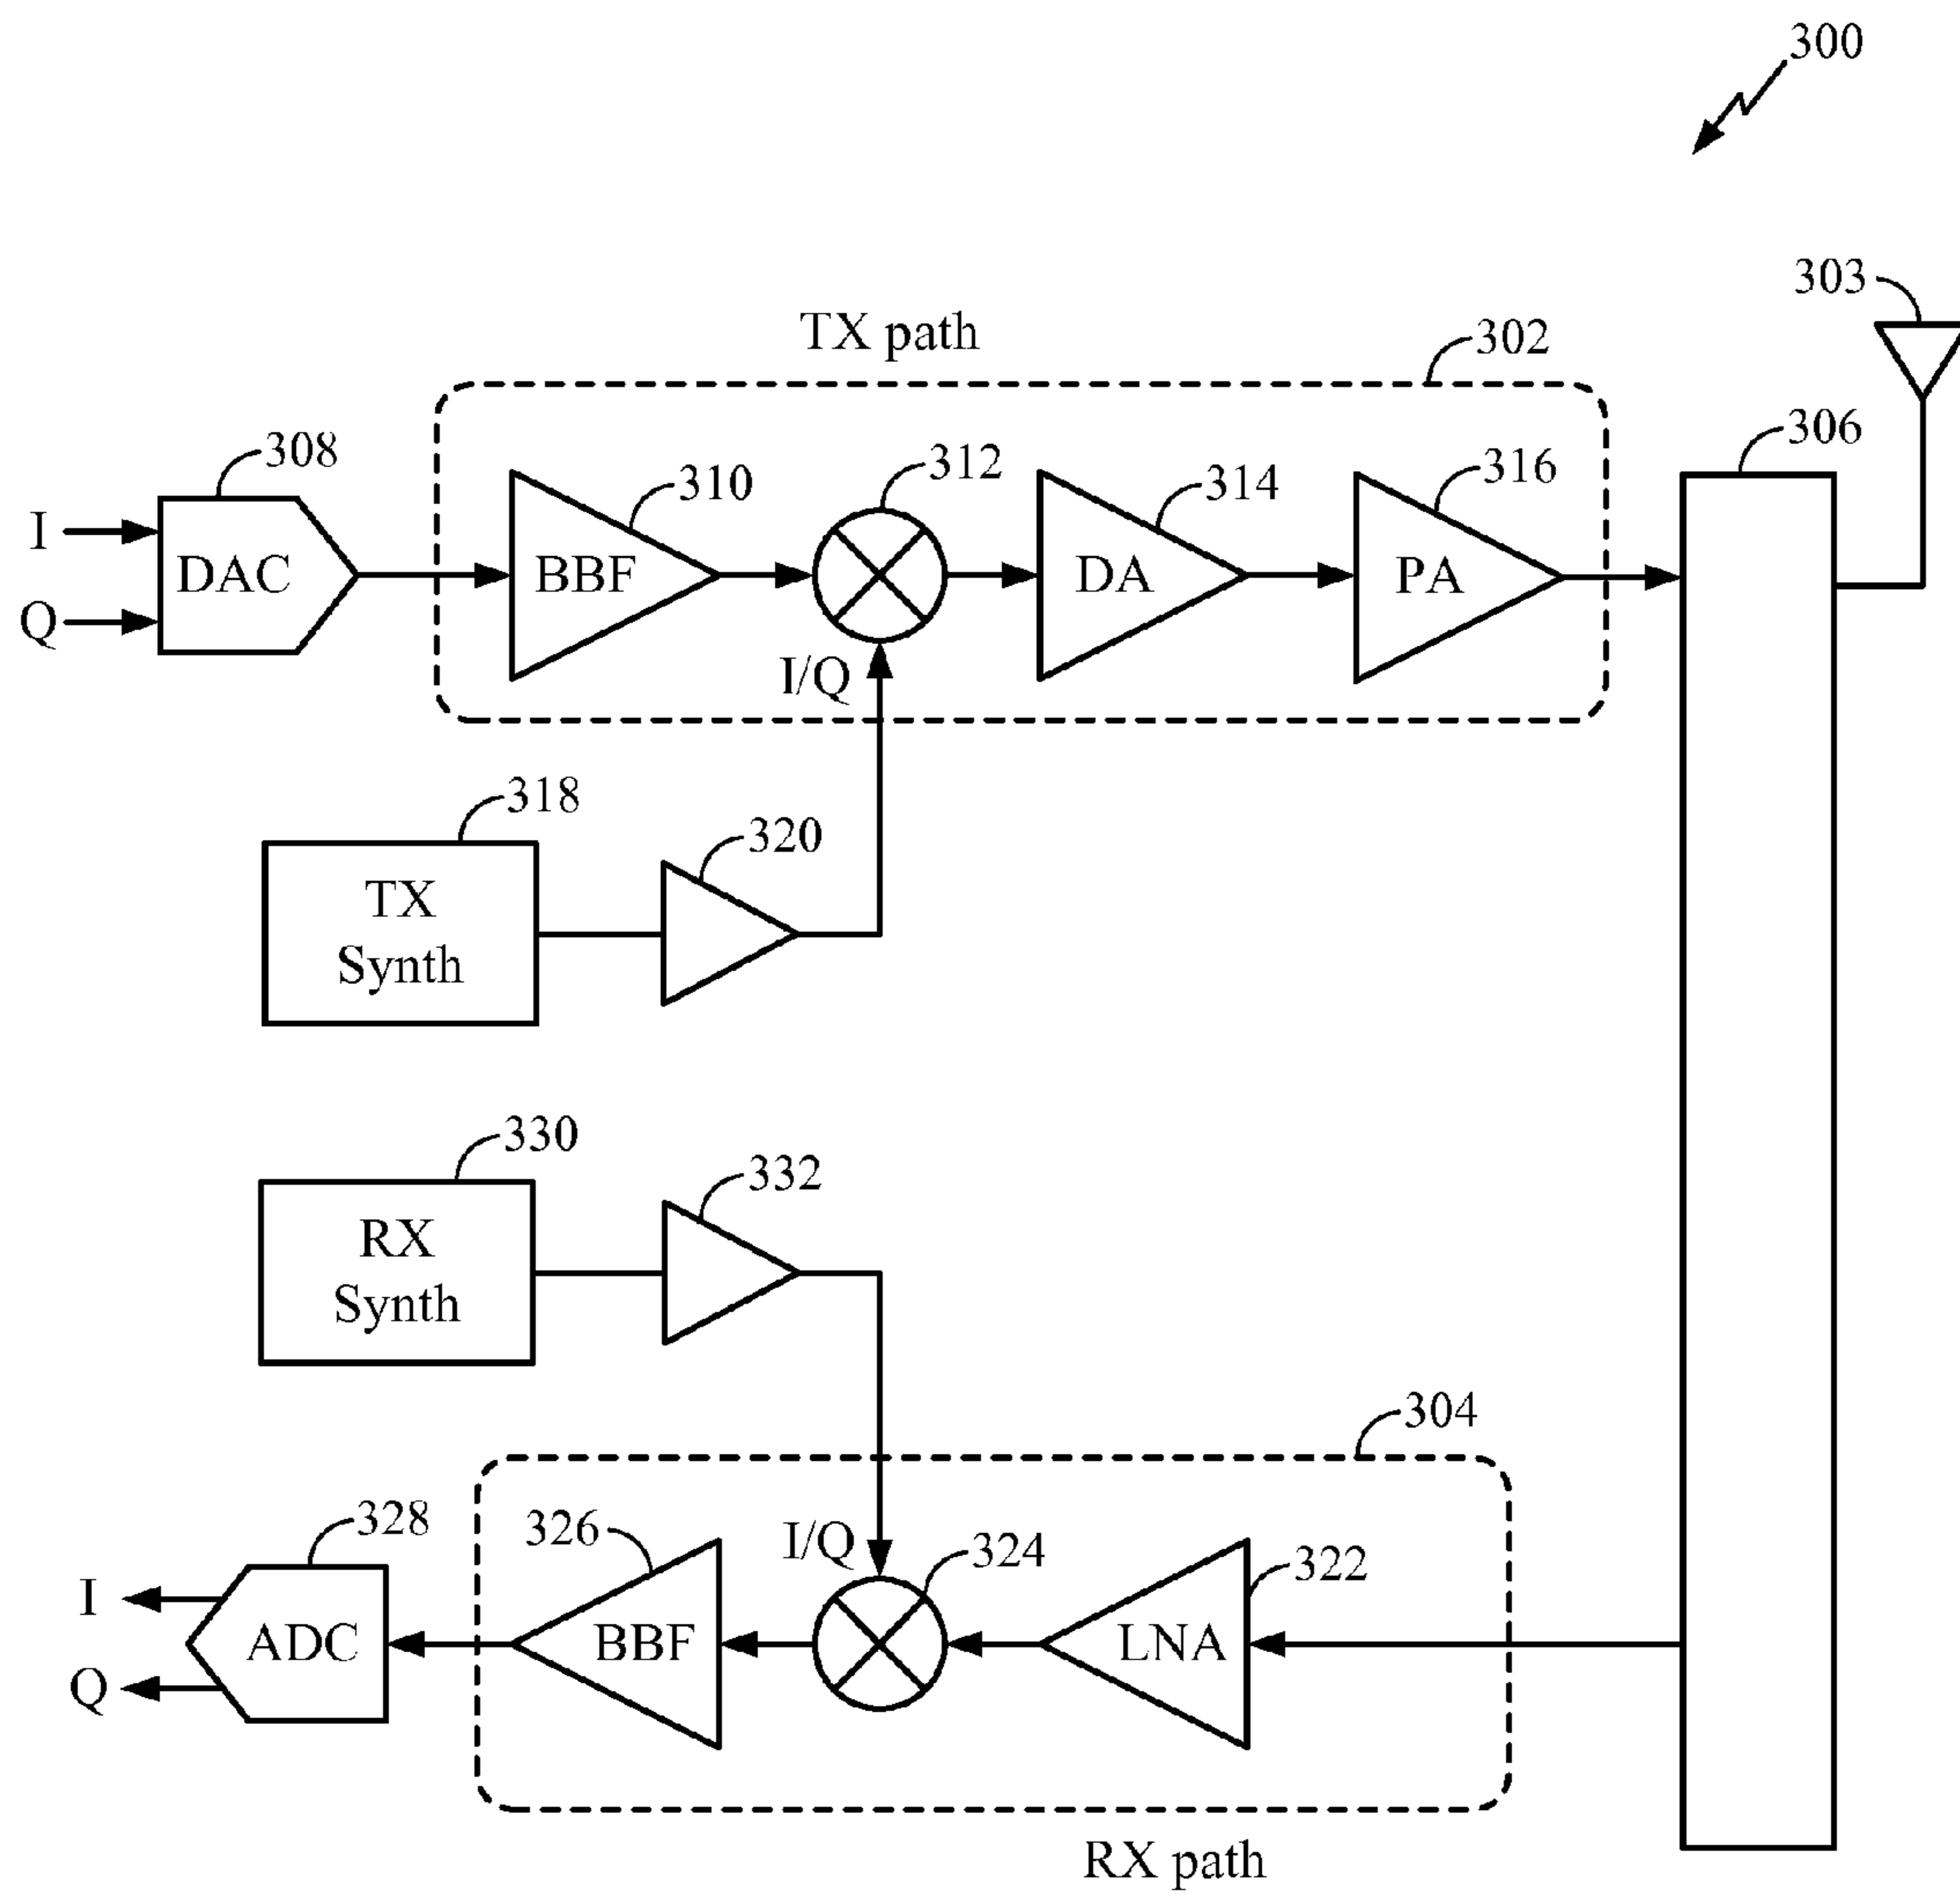 300
303
TX path
302
306
308
310
312
314
316
I
DAC
BBF
DA
PA
Q
I/Q
318
320
TX
Synth
330
332
RX
Synth
304
328
326
I/Q
324
322
I
ADC
BBF
LNA
Q
RX path